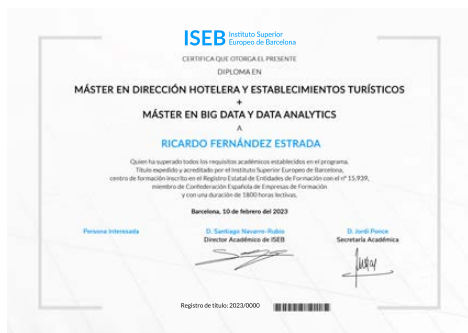 ISEB Instituto Superior
Europeo de Barcelona
CERTIFICA QUE OTORGA EL PRESENTE
DIPLOMA EN
MÁSTER EN DIRECCIÓN HOTELERA Y ESTABLECIMIENTOS TURÍSTICOS
+
MÁSTER EN BIG DATA Y DATA ANALYTICS
A
RICARDO FERNÁNDEZ ESTRADA
Quien ha superado todos los requisitos académicos establecidos en el programa.
Título expedido y acreditado por el Instituto Superior Europeo de Barcelona,
centro de formación inscrito en el Registro Estatal de Entidades de Formación con el nº 15.939,
miembro de Confederación Española de Empresas de Formación
y con una duración de 1800 horas lectivas.
Barcelona, 10 de febrero del 2023
Persona Interesada
D. Santiago Navarro-Rubio
Director Académico de ISEB
D. Jordi Ponce
Secretaría Académica
Registro de título: 2023/0000